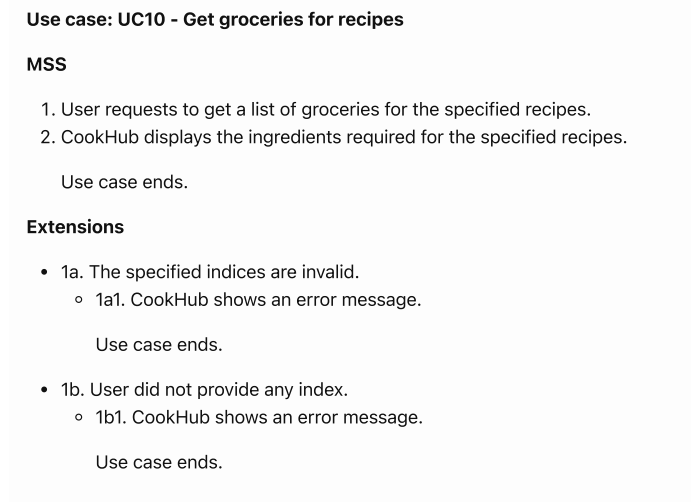 Use case: UC10 - Get groceries for recipes
MSS
1. User requests to get a list of groceries for the specified recipes.
2. CookHub displays the ingredients required for the specified recipes.
Use case ends.
Extensions
• 1a. The specified indices are invalid.
◦ 1a1. CookHub shows an error message.
Use case ends.
• 1b. User did not provide any index.
◦ 1b1. CookHub shows an error message.
Use case ends.